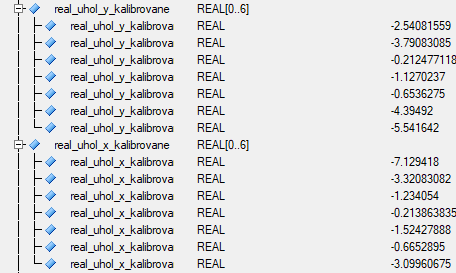 real_uhol_y_kalibrovane REAL[0..6]
real_uhol_y_kalibrova REAL -2.54081559
real_uhol_y_kalibrova REAL -3.79083085
real_uhol_y_kalibrova REAL -0.212477118
real_uhol_y_kalibrova REAL -1.1270237
real_uhol_y_kalibrova REAL -0.6536275
real_uhol_y_kalibrova REAL -4.39492
real_uhol_y_kalibrova REAL -5.541642
real_uhol_x_kalibrovane REAL[0..6]
real_uhol_x_kalibrova REAL -7.129418
real_uhol_x_kalibrova REAL -3.32083082
real_uhol_x_kalibrova REAL -1.234054
real_uhol_x_kalibrova REAL -0.213863835
real_uhol_x_kalibrova REAL -1.52427888
real_uhol_x_kalibrova REAL -0.6652895
real_uhol_x_kalibrova REAL -3.09960675